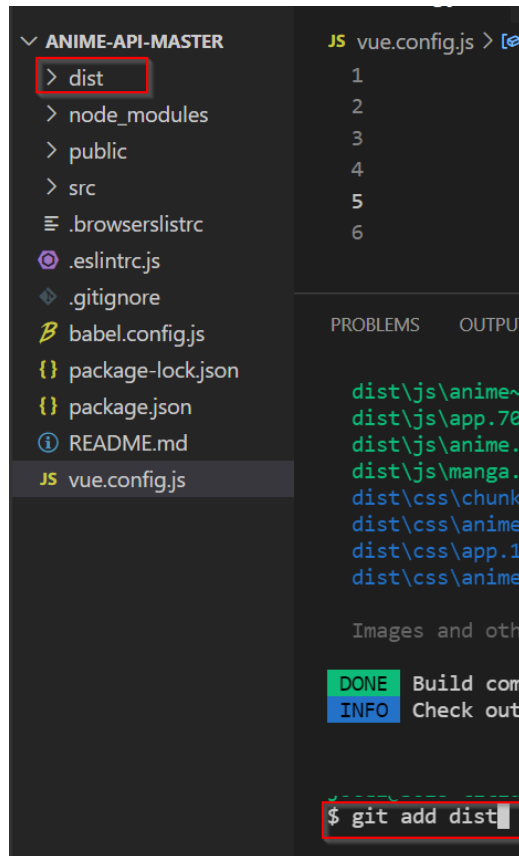 ANIME-API-MASTER
dist
node_modules
public
src
.browserslistrc
.eslintrc.js
.gitignore
babel.config.js
package-lock.json
package.json
README.md
vue.config.js
JS vue.config.js >
1
2
3
4
5
6
PROBLEMS OUTPU
dist\js\anime~
dist\js\app.70
dist\js\anime.
dist\js\manga.
dist\css\chunk
dist\css\anime
dist\css\app.1
dist\css\anime
Images and oth
DONE Build com
INFO Check out
$ git add dist